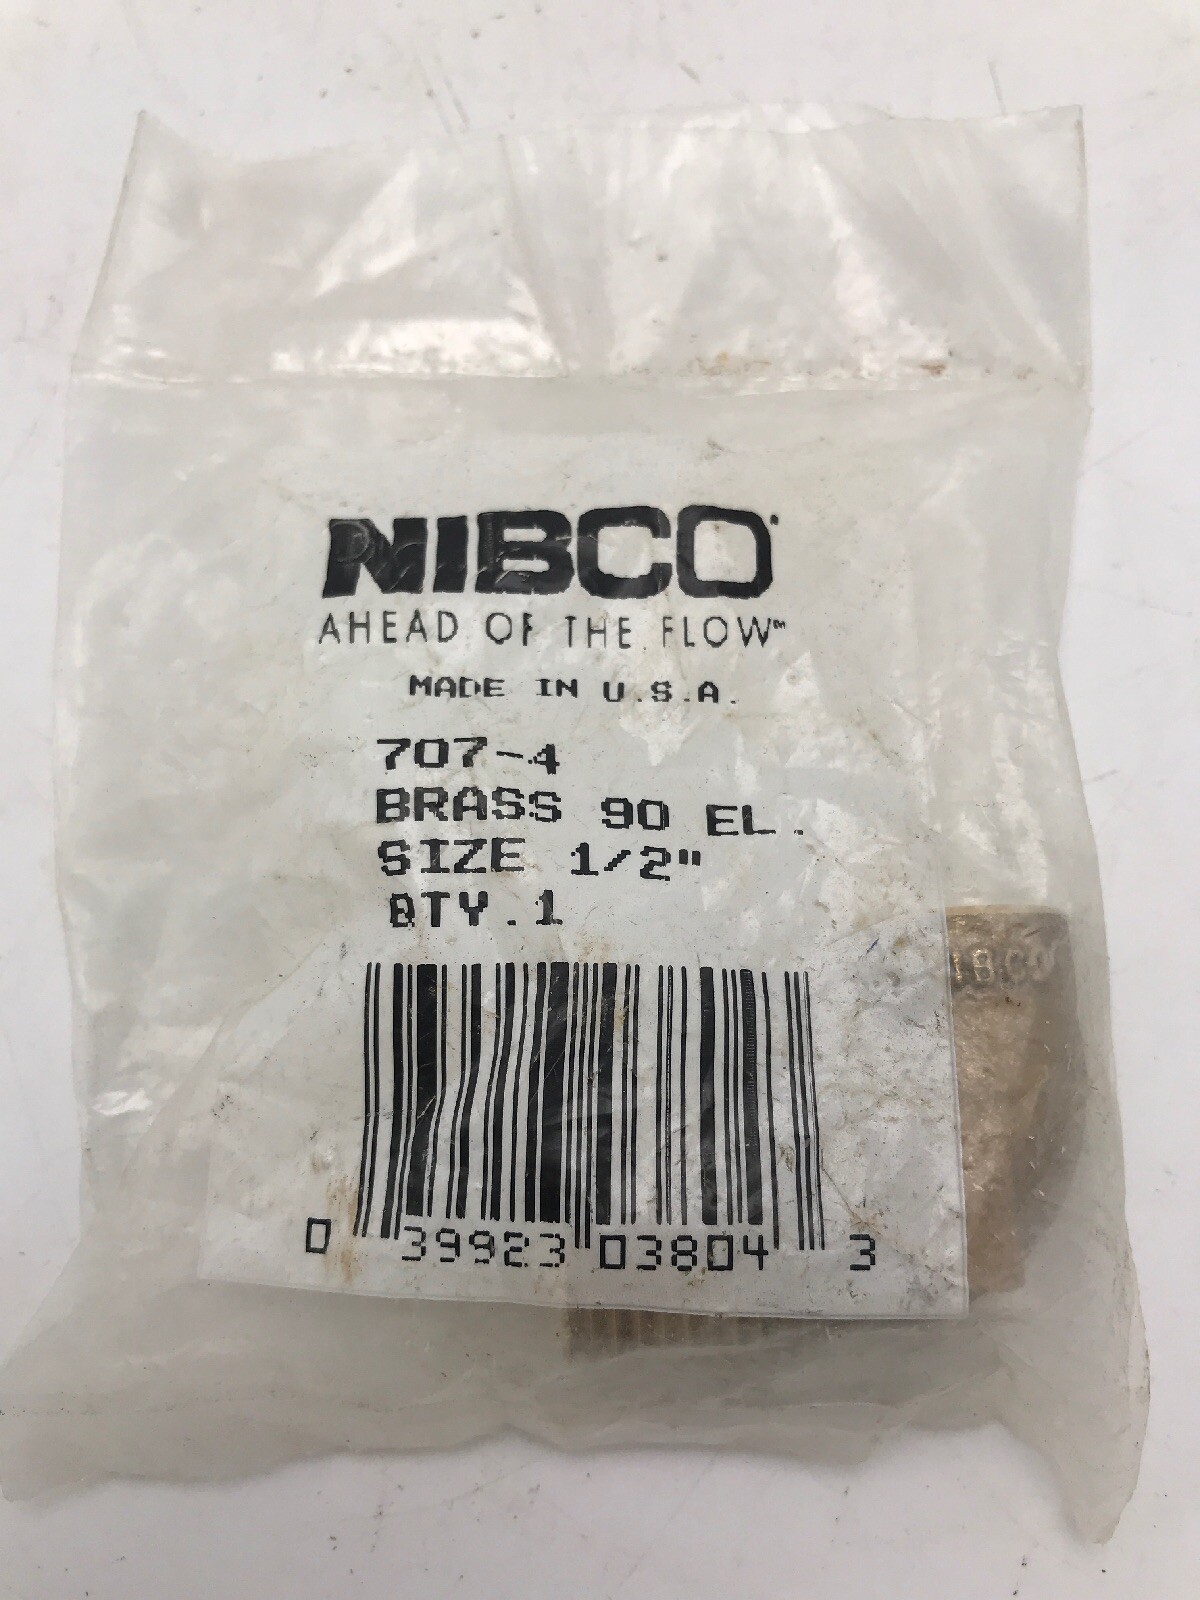 NIBCO®
AHEAD OF THE FLOW™
MADE IN U.S.A.
707-4
BRASS 90 EL.
SIZE 1/2"
QTY.1
IBCO
0 39923 03804 3